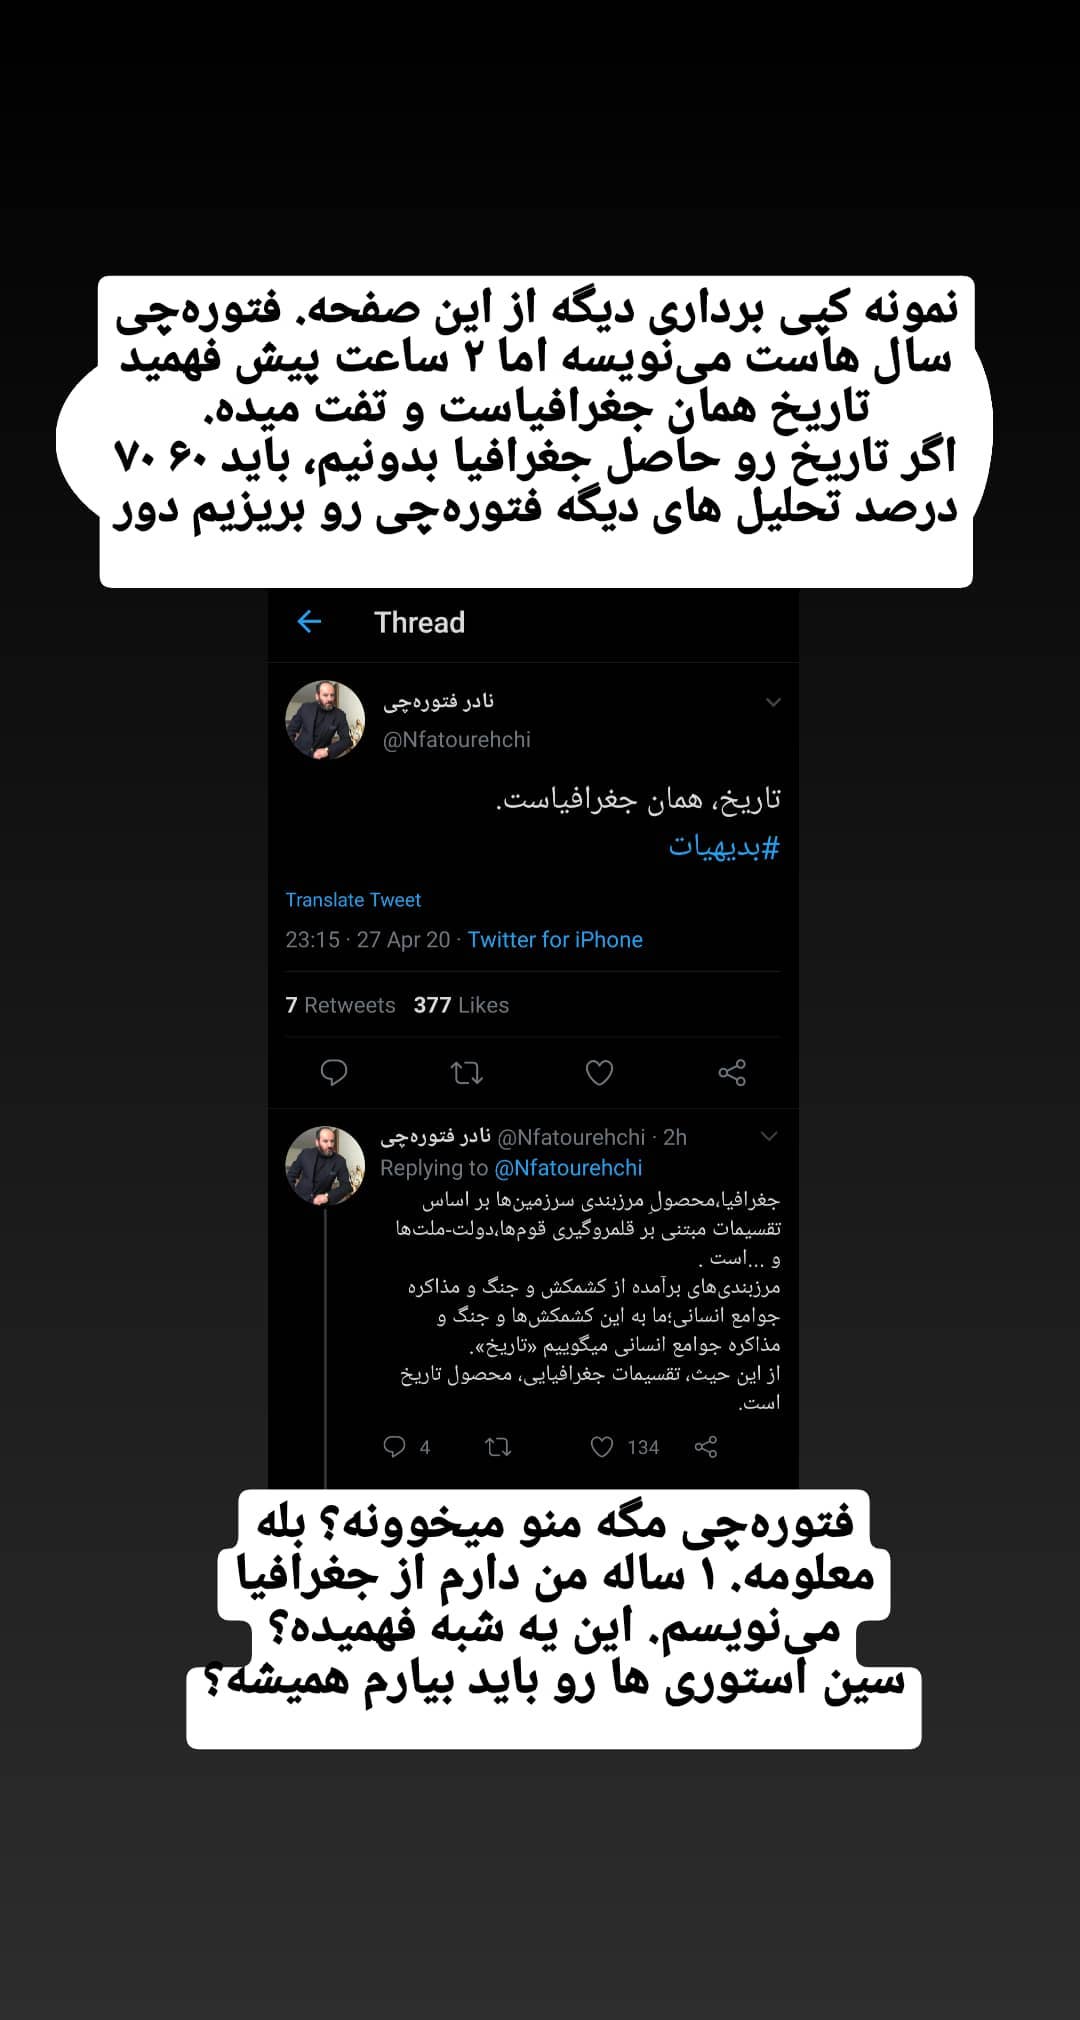 نمونه کپی برداری دیگه از این صفحه. فتوره‌چی
سال هاست می‌نویسه اما ۲ ساعت پیش فهمید
تاریخ همان جغرافیاست و تفت میده.
اگر تاریخ رو حاصل جغرافیا بدونیم، باید ۶۰ ۷۰
درصد تحلیل های دیگه فتوره‌چی رو بریزیم دور
Thread
نادر فتوره‌چی
@Nfatourehchi
تاریخ، همان جغرافیاست.
#بدیهیات
Translate Tweet
23:15 · 27 Apr 20 · Twitter for iPhone
7 Retweets 377 Likes
نادر فتوره‌چی @Nfatourehchi · 2h
Replying to @Nfatourehchi
جغرافیا،محصولِ مرزبندی سرزمین‌ها بر اساس
تقسیمات مبتنی بر قلمروگیری قوم‌ها،دولت-ملت‌ها
و ...است .
مرزبندی‌های برآمده از کشمکش و جنگ و مذاکره
جوامع انسانی؛ما به این کشمکش‌ها و جنگ و
مذاکره جوامع انسانی میگوییم «تاریخ».
از این حیث، تقسیمات جغرافیایی، محصول تاریخ
است.
4 134
فتوره‌چی مگه منو میخوونه؟ بله
معلومه. ۱ ساله من دارم از جغرافیا
می‌نویسم. این یه شبه فهمیده؟
سین استوری ها رو باید بیارم همیشه؟